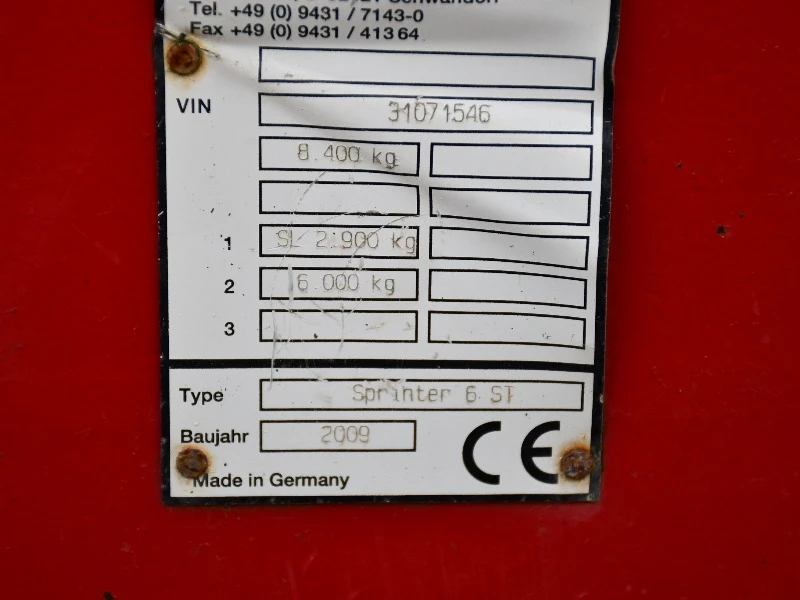 Tel. +49 (0) 9431 / 7143-0
Fax +49 (0) 9431 / 413 64
VIN 31071546
8.400 kg
1 SL 2.900 kg
2 6.000 kg
3
Type Sprinter 6 ST
Baujahr 2009 CE
Made in Germany